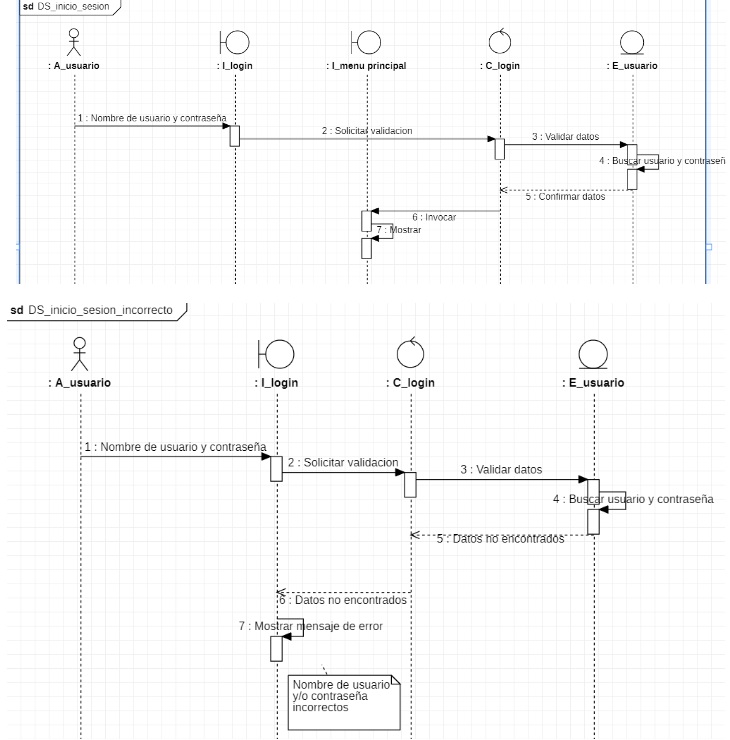 sd DS_inicio_sesion
: A_usuario
: I_login
: I_menu principal
: C_login
: E_usuario
1 : Nombre de usuario y contraseña
2 : Solicitar validacion
3 : Validar datos
4 : Buscar usuario y contraseñ
5 : Confirmar datos
6 : Invocar
7 : Mostrar
sd DS_inicio_sesion_incorrecto
: A_usuario
: I_login
: C_login
: E_usuario
1 : Nombre de usuario y contraseña
2 : Solicitar validacion
3 : Validar datos
4 : Buscar usuario y contraseña
5 : Datos no encontrados
6 : Datos no encontrados
7 : Mostrar mensaje de error
Nombre de usuario
y/o contraseña
incorrectos